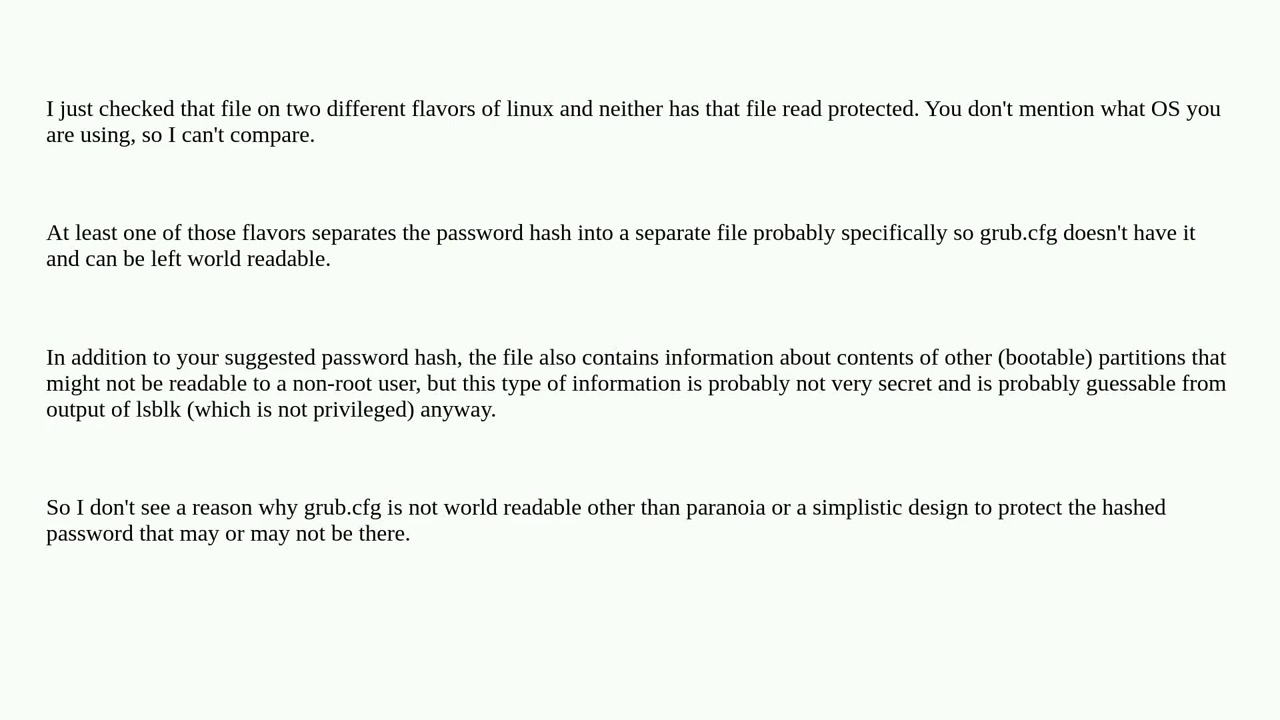 I just checked that file on two different flavors of linux and neither has that file read protected. You don't mention what OS you
are using, so I can't compare.
At least one of those flavors separates the password hash into a separate file probably specifically so grub.cfg doesn't have it
and can be left world readable.
In addition to your suggested password hash, the file also contains information about contents of other (bootable) partitions that
might not be readable to a non-root user, but this type of information is probably not very secret and is probably guessable from
output of lsblk (which is not privileged) anyway.
So I don't see a reason why grub.cfg is not world readable other than paranoia or a simplistic design to protect the hashed
password that may or may not be there.